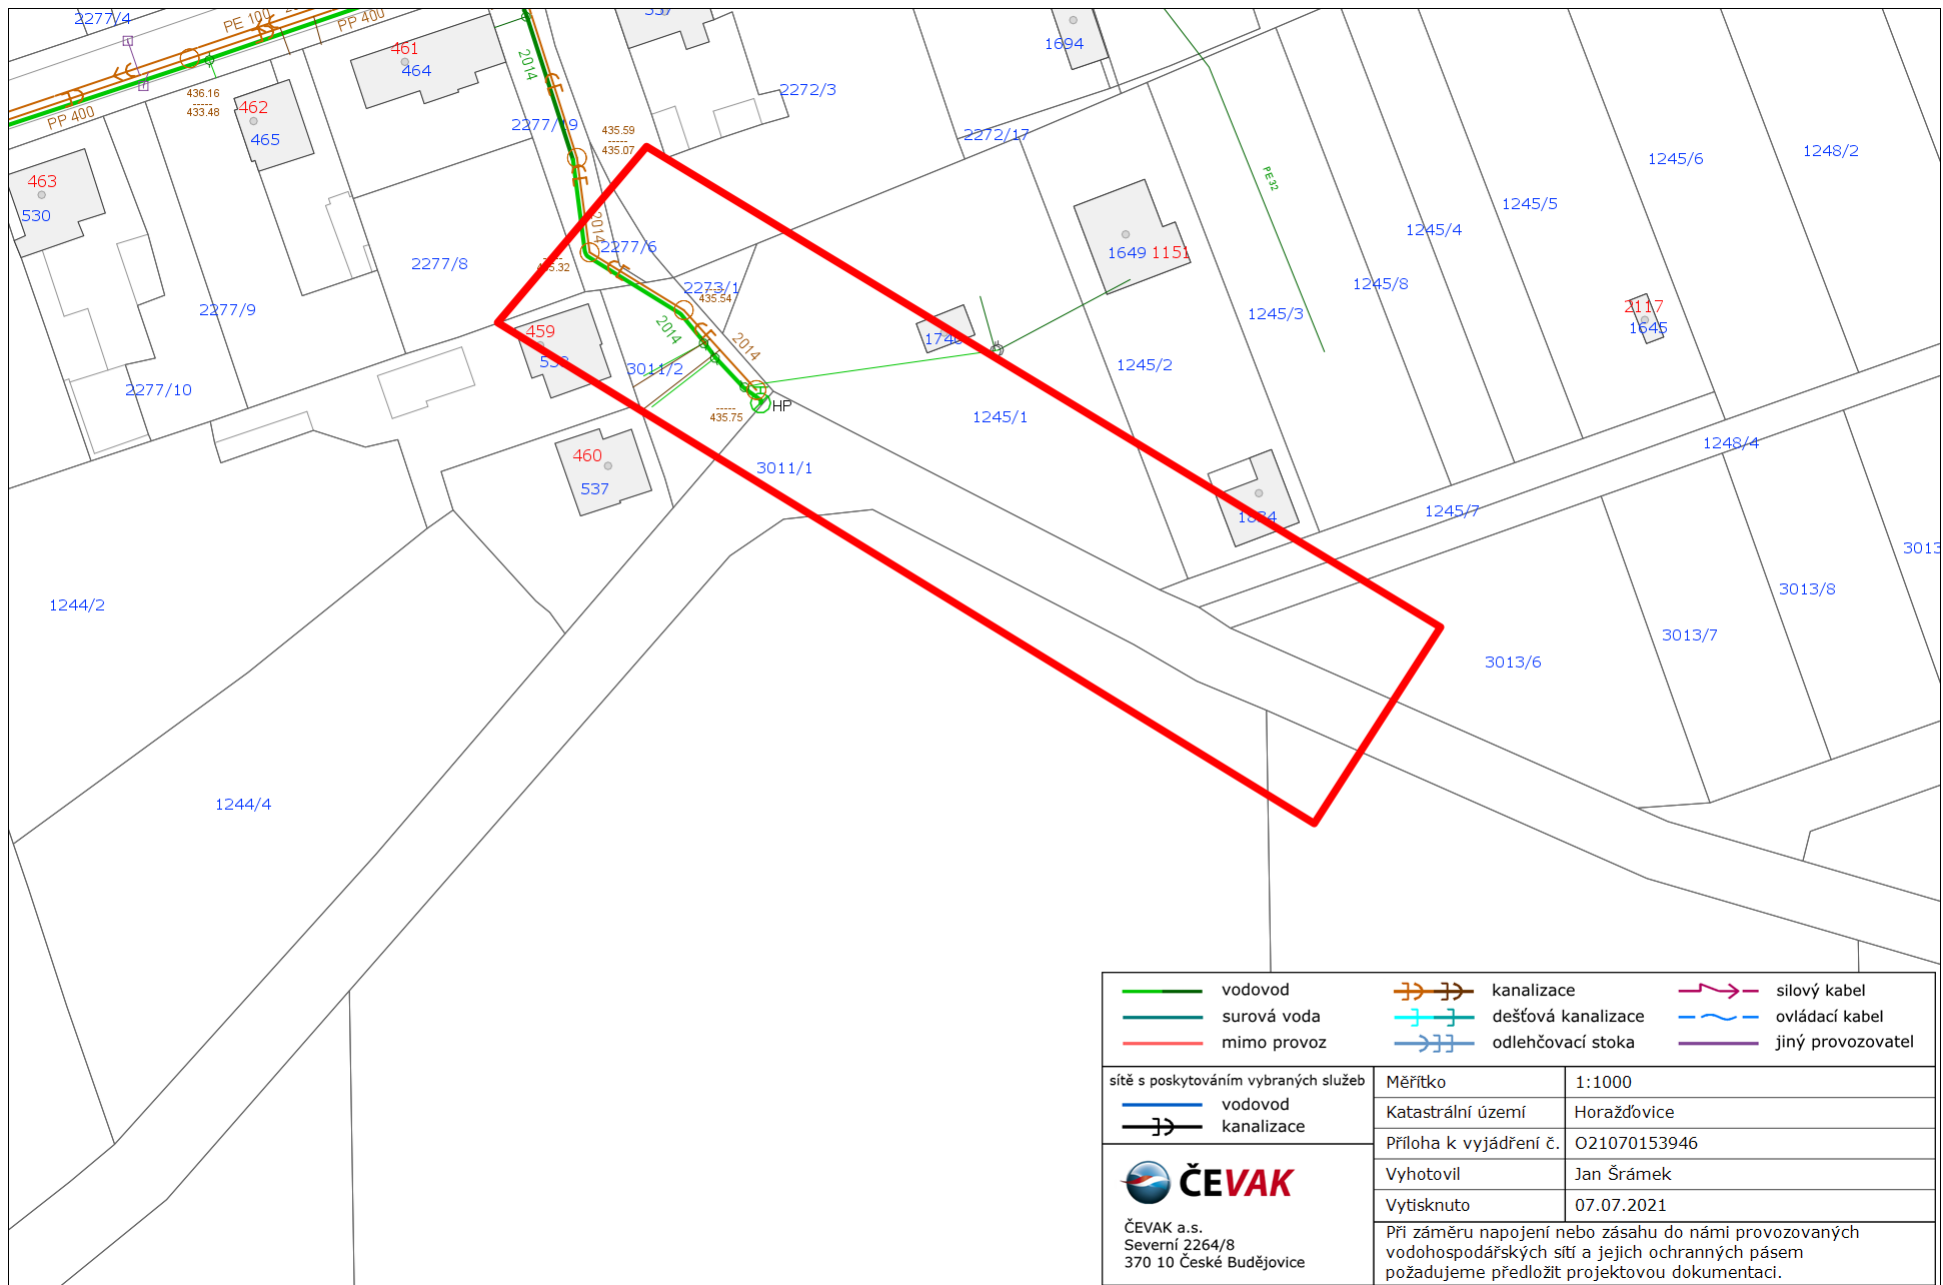 2277/4
PE 100
PP 400
461
464
2014
557
1694
2272/3
436.16
-----
433.48
PP 400
462
465
2277/19
435.59
-----
435.07
2272/17
1245/6
1248/2
463
530
PE32
1245/5
2014
2277/6
1245/4
2277/8
1649 1151
2273/1
435.54
1245/8
2277/9
1245/3
2117
1645
459
2014
2014
3011/2
1245/2
2277/10
-----
435.75
HP
1245/1
460
537
3011/1
1248/4
1245/7
3013
1244/2
3013/8
3013/7
3013/6
1244/4
vodovod
kanalizace
silový kabel
surová voda
dešťová kanalizace
ovládací kabel
mimo provoz
odlehčovací stoka
jiný provozovatel
sítě s poskytováním vybraných služeb
vodovod
kanalizace
Měřítko 1:1000
Katastrální území Horažďovice
Příloha k vyjádření č. O21070153946
Vyhotovil Jan Šrámek
Vytisknuto 07.07.2021
ČEVAK
ČEVAK a.s.
Severní 2264/8
370 10 České Budějovice
Při záměru napojení nebo zásahu do námi provozovaných
vodohospodářských sítí a jejich ochranných pásem
požadujeme předložit projektovou dokumentaci.